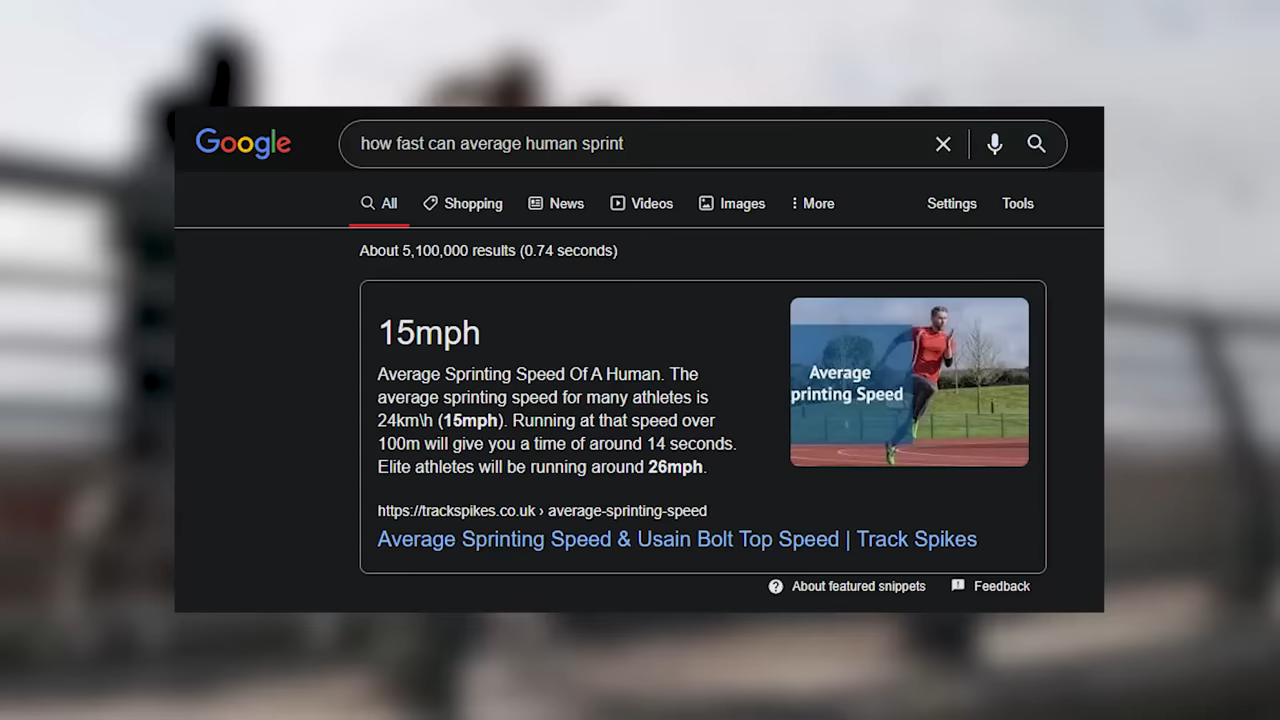 Google
how fast can average human sprint
All Shopping News Videos Images More Settings Tools
About 5,100,000 results (0.74 seconds)
15mph
Average Sprinting Speed Of A Human. The
average sprinting speed for many athletes is
24km\h (15mph). Running at that speed over
100m will give you a time of around 14 seconds.
Elite athletes will be running around 26mph.
Average
printing Speed
https://trackspikes.co.uk › average-sprinting-speed
Average Sprinting Speed & Usain Bolt Top Speed | Track Spikes
About featured snippets Feedback